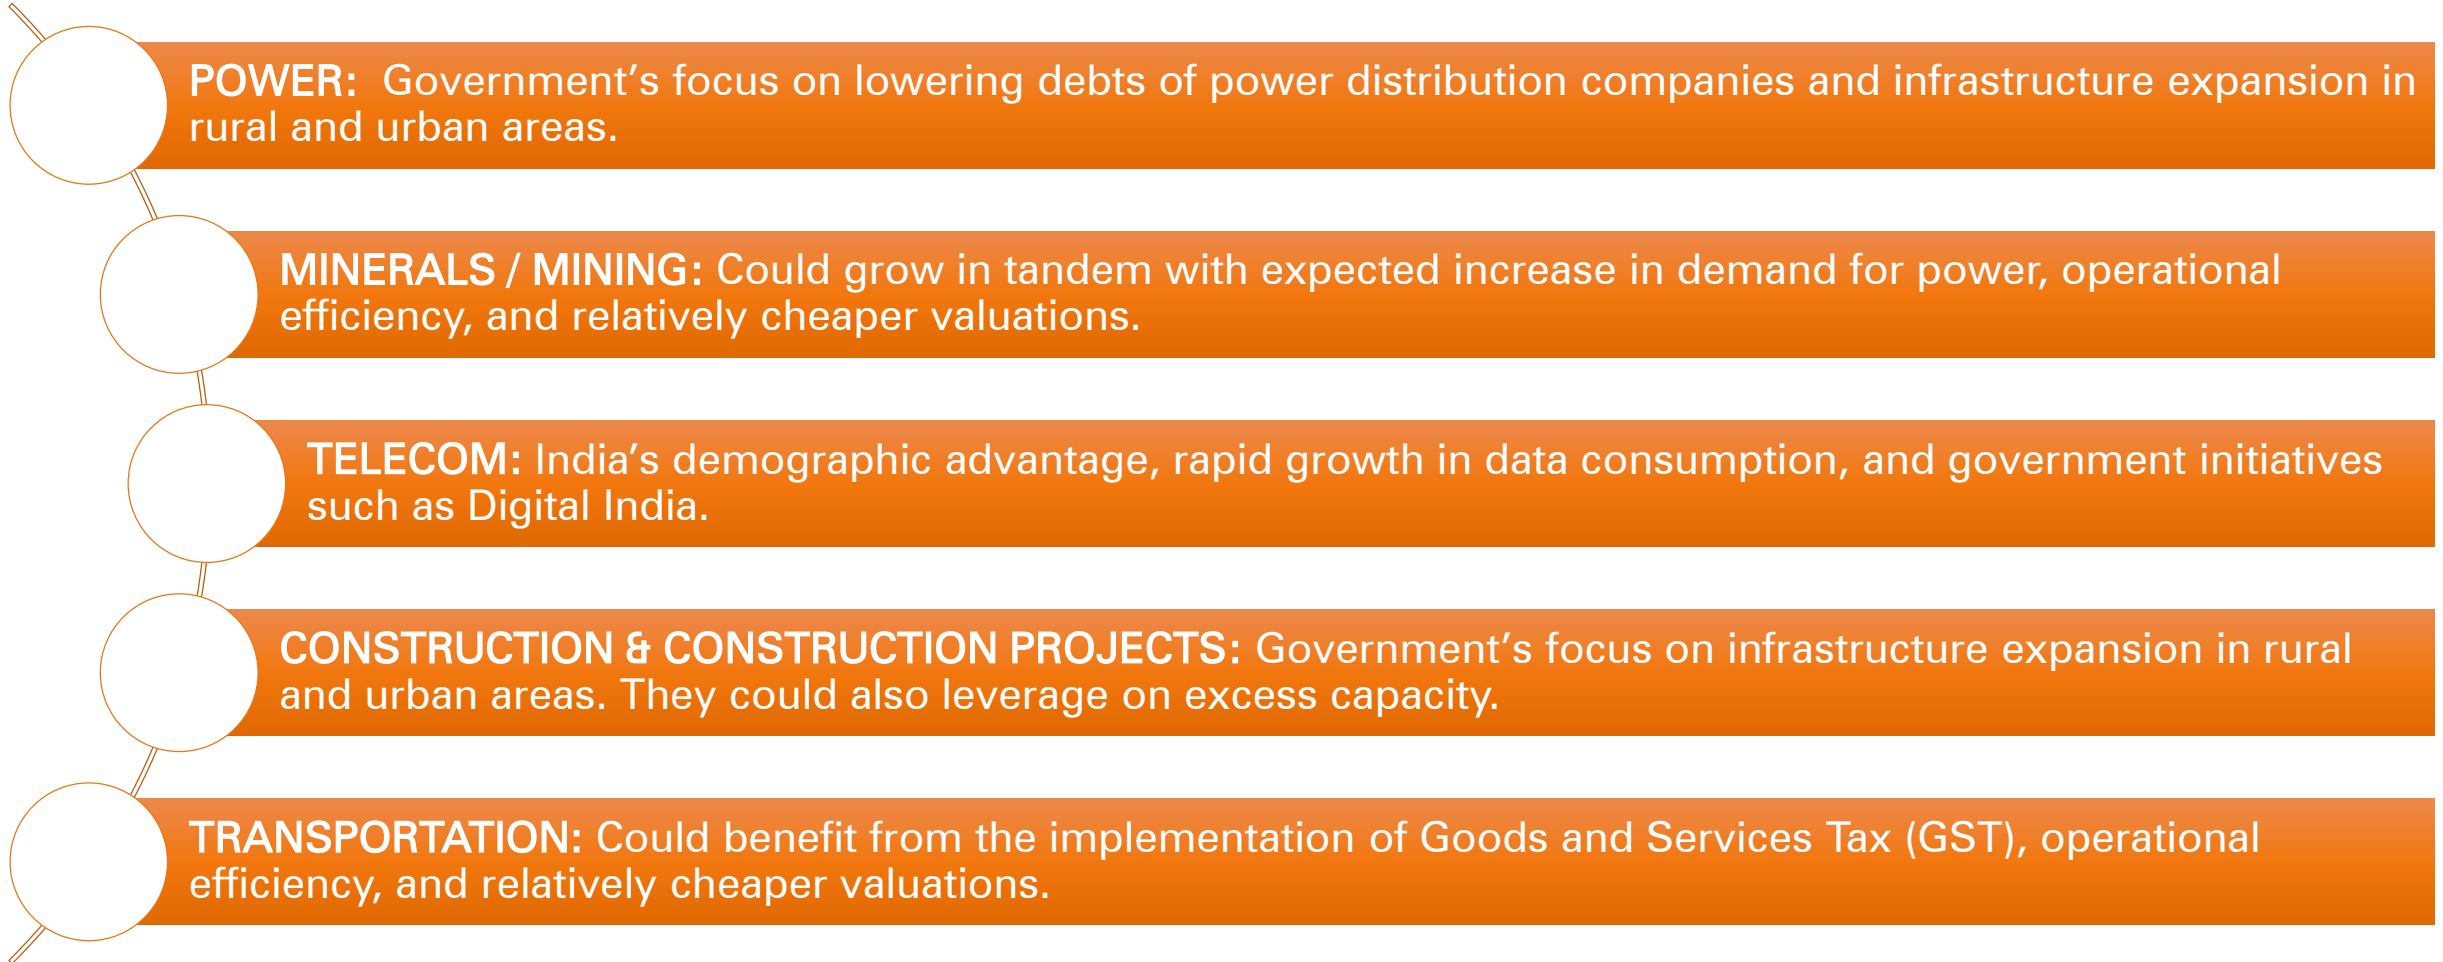 POWER:  Government’s focus on lowering debts of power distribution companies and infrastructure expansion in
rural and urban areas.
MINERALS / MINING: Could grow in tandem with expected increase in demand for power, operational
efficiency, and relatively cheaper valuations.
TELECOM: India’s demographic advantage, rapid growth in data consumption, and government initiatives
such as Digital India.
CONSTRUCTION & CONSTRUCTION PROJECTS: Government’s focus on infrastructure expansion in rural
and urban areas. They could also leverage on excess capacity.
TRANSPORTATION: Could benefit from the implementation of Goods and Services Tax (GST), operational
efficiency, and relatively cheaper valuations.